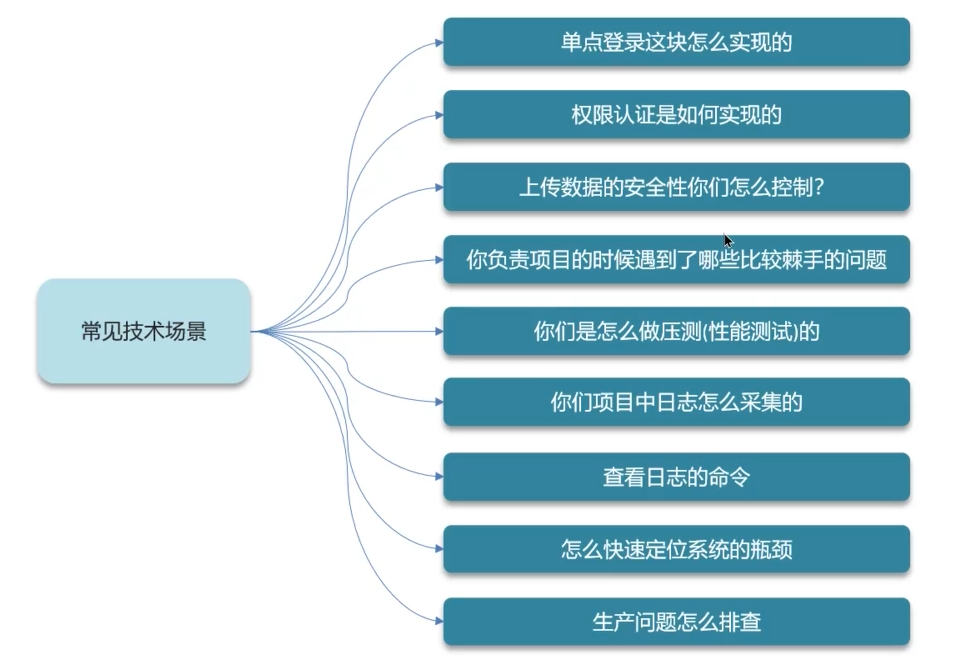 单点登录这块怎么实现的
权限认证是如何实现的
上传数据的安全性你们怎么控制?
你负责项目的时候遇到了哪些比较棘手的问题
常见技术场景
你们是怎么做压测(性能测试)的
你们项目中日志怎么采集的
查看日志的命令
怎么快速定位系统的瓶颈
生产问题怎么排查